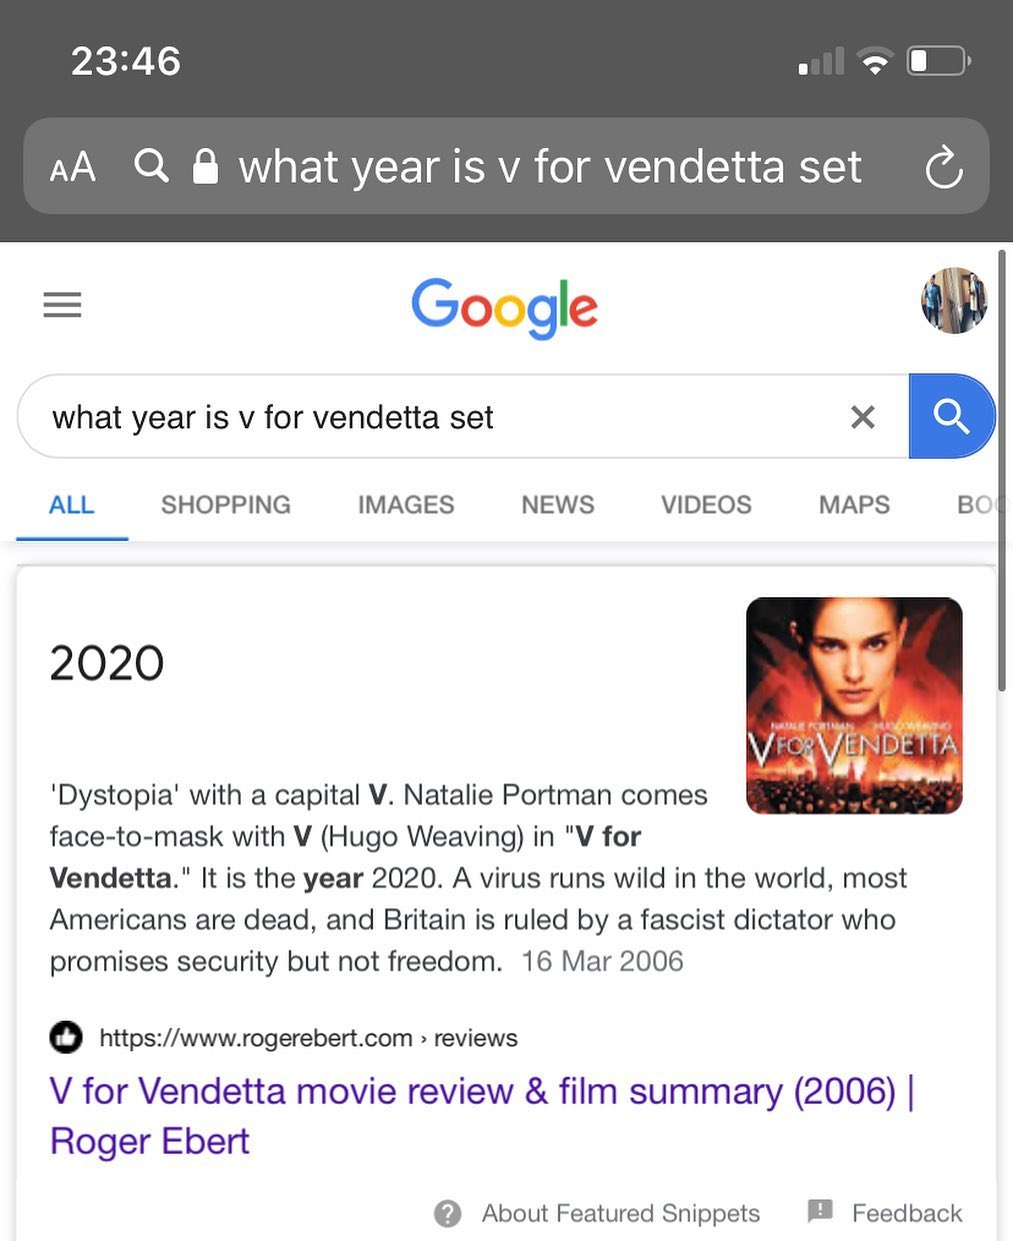 23:46
AA what year is v for vendetta set
Google
what year is v for vendetta set
ALL SHOPPING IMAGES NEWS VIDEOS MAPS BOO
2020
NATALIE PORTMAN HUGO WEAVING
V FOR VENDETTA
'Dystopia' with a capital V. Natalie Portman comes
face-to-mask with V (Hugo Weaving) in "V for
Vendetta." It is the year 2020. A virus runs wild in the world, most
Americans are dead, and Britain is ruled by a fascist dictator who
promises security but not freedom. 16 Mar 2006
https://www.rogerebert.com › reviews
V for Vendetta movie review & film summary (2006) |
Roger Ebert
About Featured Snippets Feedback